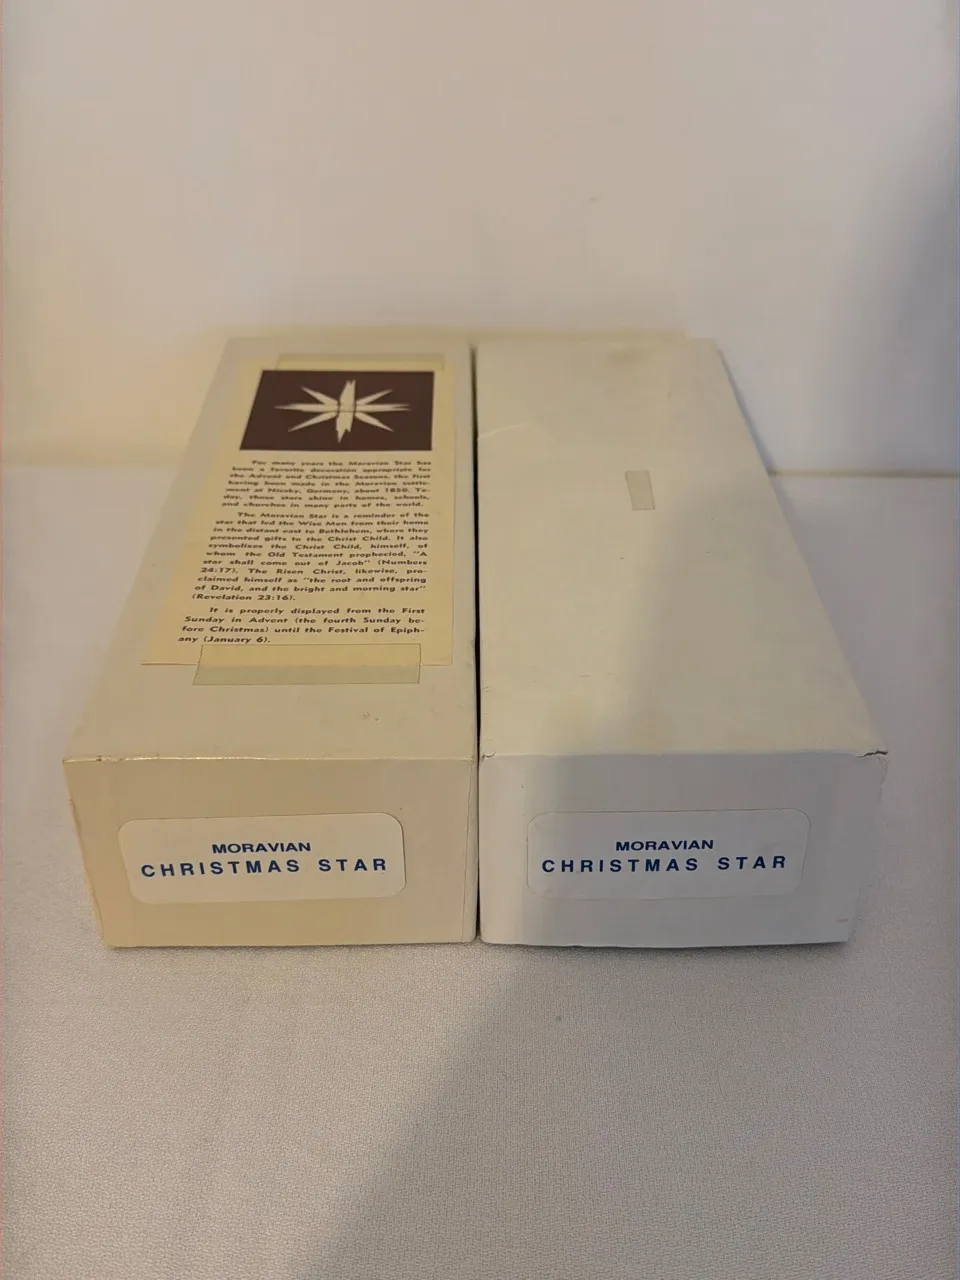 For many years the Moravian Star has
been a favorite decoration appropriate for
the Advent and Christmas Seasons, the first
having been made in the Moravian settle-
ment at Niesky, Germany, about 1850. To-
day, these stars shine in homes, schools,
and churches in many parts of the world.
The Moravian Star is a reminder of the
star that led the Wise Men from their home
in the distant east to Bethlehem, where they
presented gifts to the Christ Child. It also
symbolizes the Christ Child, himself, of
whom the Old Testament prophecied, "A
star shall come out of Jacob" (Numbers
24:17). The Risen Christ, likewise, pro-
claimed himself as "the root and offspring
of David, and the bright and morning star"
(Revelation 23:16).
It is properly displayed from the First
Sunday in Advent (the fourth Sunday be-
fore Christmas) until the Festival of Epiph-
any (January 6).
MORAVIAN
CHRISTMAS STAR
MORAVIAN
CHRISTMAS STAR